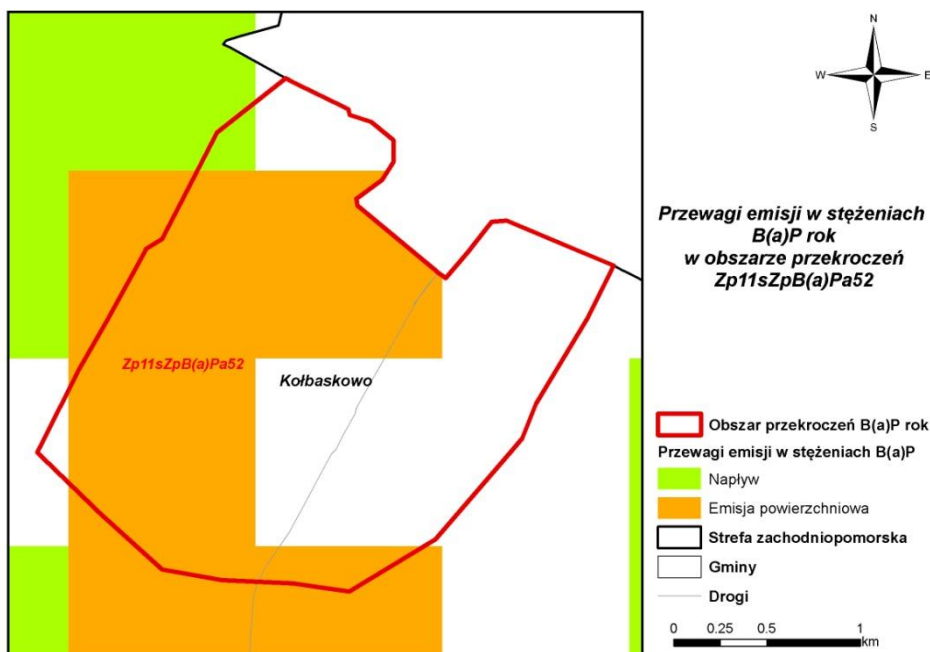 N
W E
S
Przewagi emisji w stężeniach
B(a)P rok
w obszarze przekroczeń
Zp11sZpB(a)Pa52
Zp11sZpB(a)Pa52
Kołbaskowo
Obszar przekroczeń B(a)P rok
Przewagi emisji w stężeniach B(a)P
Napływ
Emisja powierzchniowa
Strefa zachodniopomorska
Gminy
Drogi
0 0.25 0.5 1
km